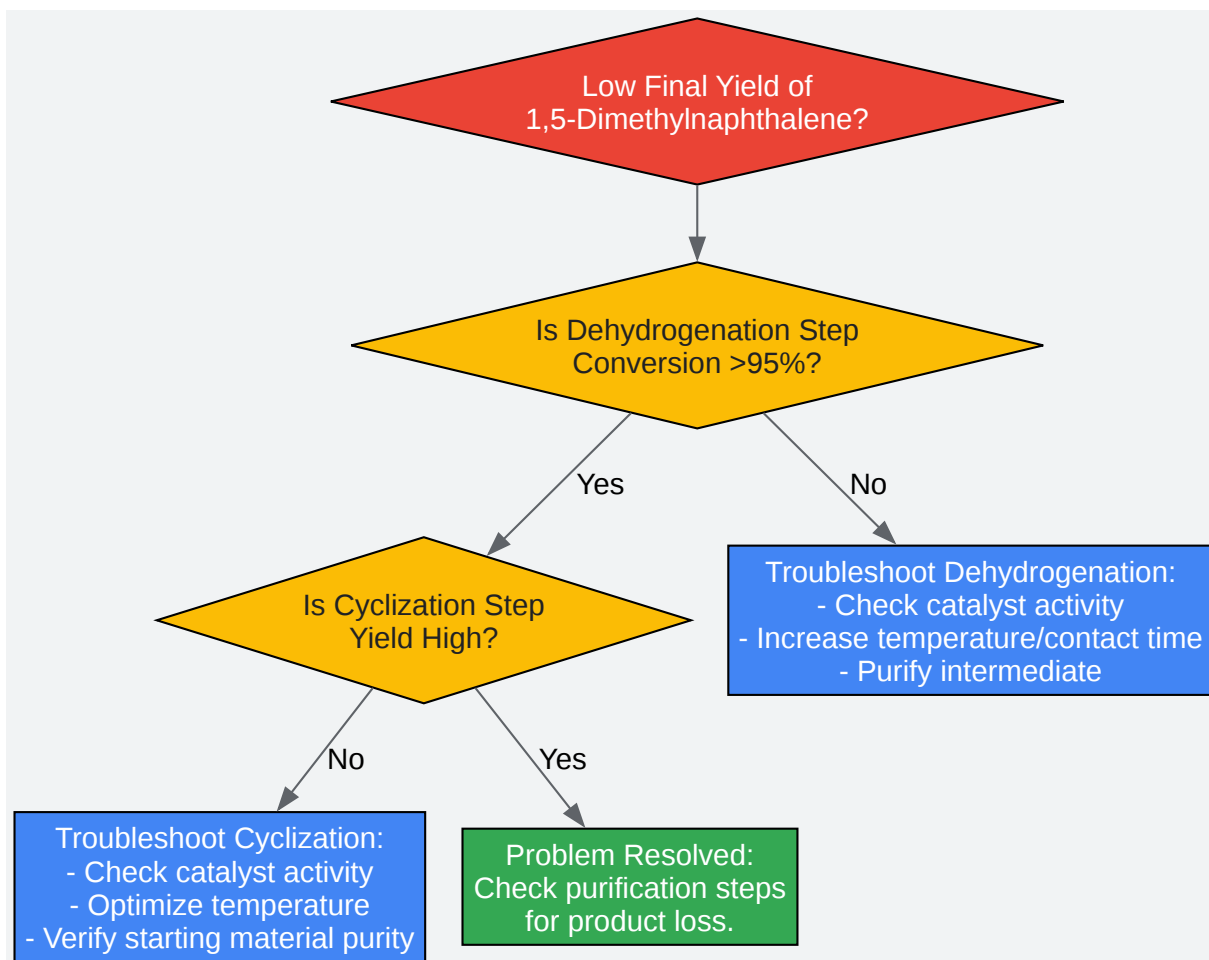 Low Final Yield of
1,5-Dimethylnaphthalene?
Is Dehydrogenation Step
Conversion >95%?
Yes
No
Is Cyclization Step
Yield High?
Troubleshoot Dehydrogenation:
- Check catalyst activity
- Increase temperature/contact time
- Purify intermediate
No
Yes
Troubleshoot Cyclization:
- Check catalyst activity
- Optimize temperature
- Verify starting material purity
Problem Resolved:
Check purification steps
for product loss.